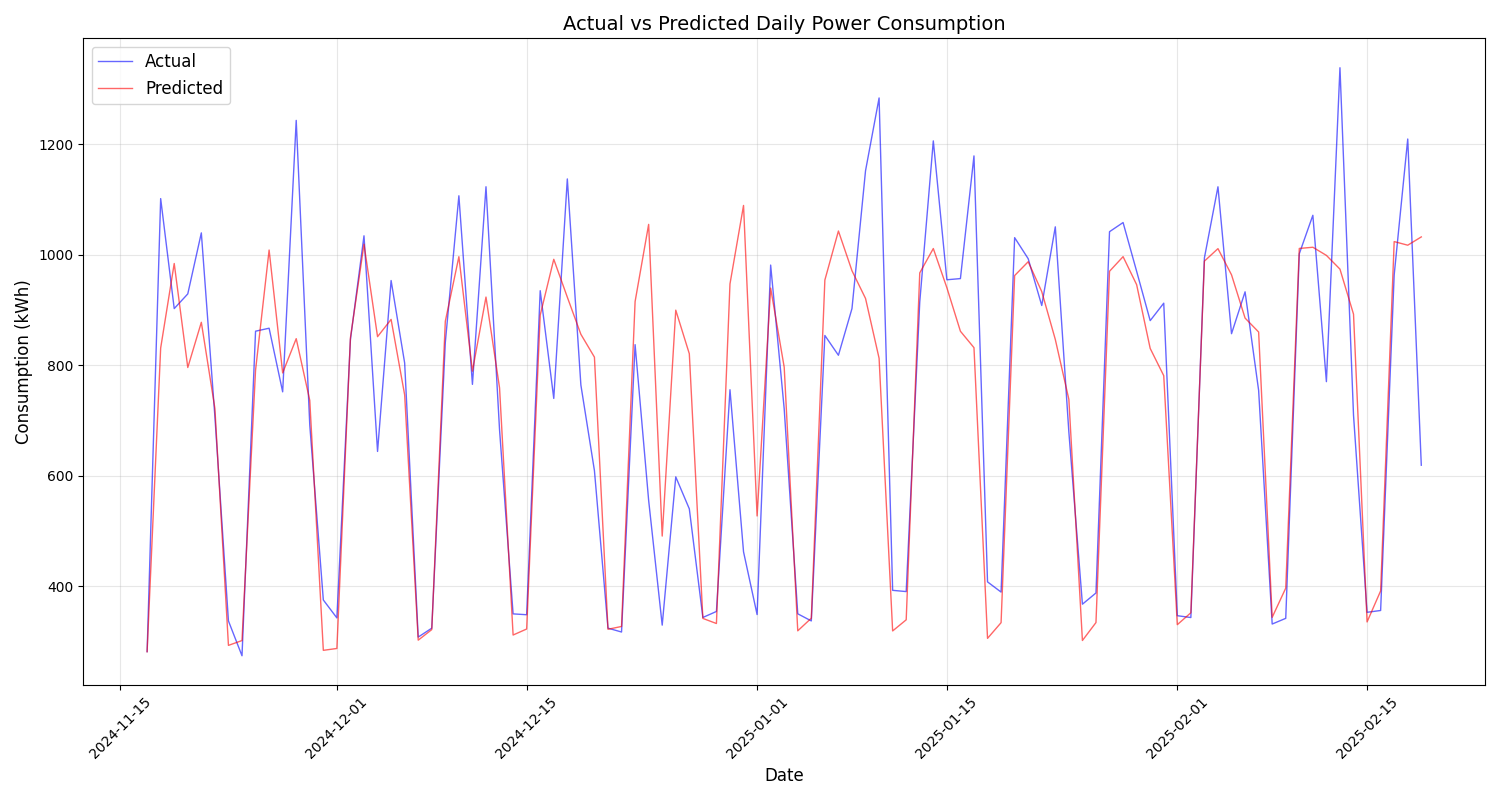 Actual vs Predicted Daily Power Consumption
Actual
Predicted
Consumption (kWh)
1200
1000
800
600
400
2024-11-15
2024-12-01
2024-12-15
2025-01-01
2025-01-15
2025-02-01
2025-02-15
Date